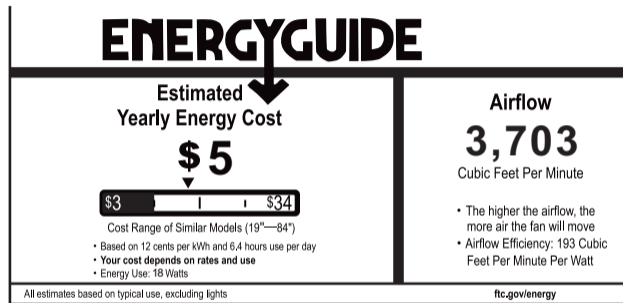 ENERGYGUIDE
Estimated
Yearly Energy Cost
$5
$3 $34
Cost Range of Similar Models (19"—84")
• Based on 12 cents per kWh and 6,4 hours use per day
• Your cost depends on rates and use
• Energy Use: 18 Watts
Airflow
3,703
Cubic Feet Per Minute
• The higher the airflow, the
more air the fan will move
• Airflow Efficiency: 193 Cubic
Feet Per Minute Per Watt
All estimates based on typical use, excluding lights
ftc.gov/energy